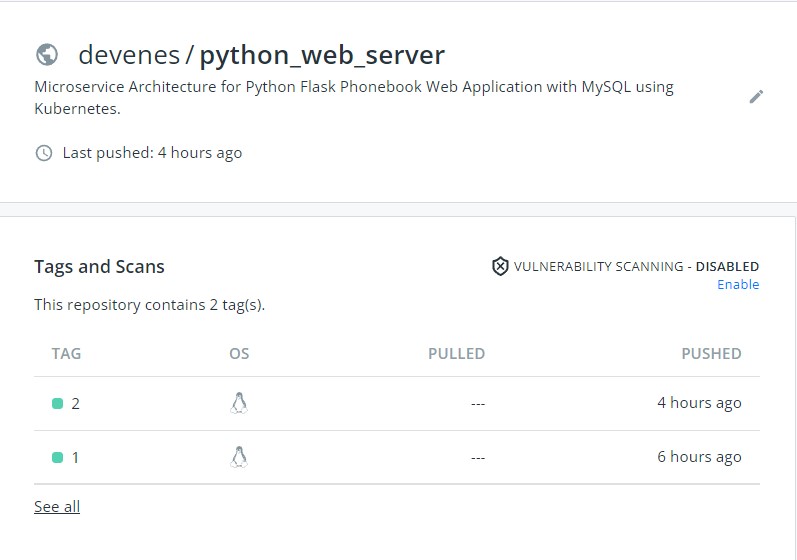 devenes / python_web_server
Microservice Architecture for Python Flask Phonebook Web Application with MySQL using
Kubernetes.
Last pushed: 4 hours ago
Tags and Scans
VULNERABILITY SCANNING - DISABLED
Enable
This repository contains 2 tag(s).
TAG OS PULLED PUSHED
2 --- 4 hours ago
1 --- 6 hours ago
See all